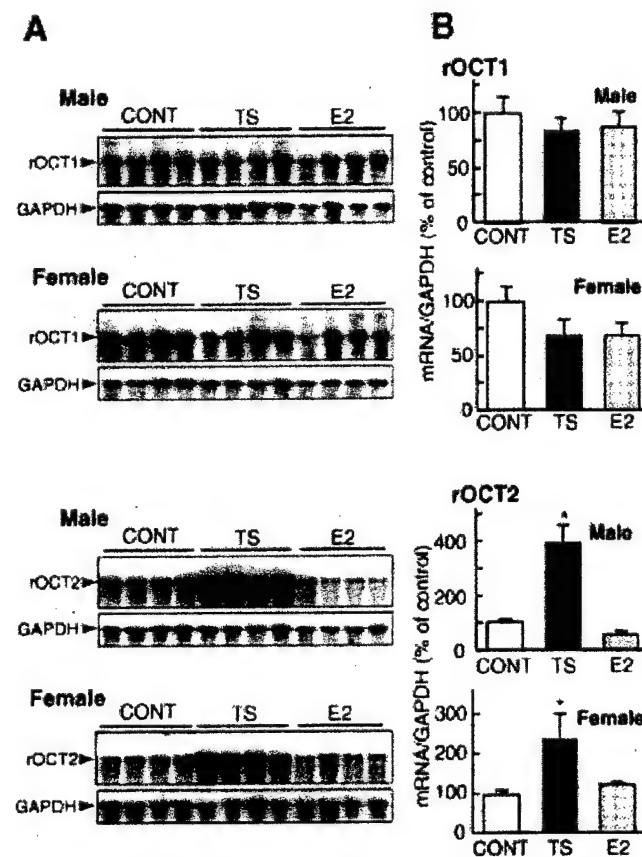 A
Male
CONT TS E2
rOCT1
GAPDH
Female
CONT TS E2
rOCT1
GAPDH
Male
CONT TS E2
rOCT2
GAPDH
Female
CONT TS E2
rOCT2
GAPDH
B
rOCT1
mRNA/GAPDH (% of control)
100
50
0
Male
CONT TS E2
100
50
0
Female
CONT TS E2
rOCT2
mRNA/GAPDH (% of control)
400
200
0
*
Male
CONT TS E2
300
200
100
0
*
Female
CONT TS E2